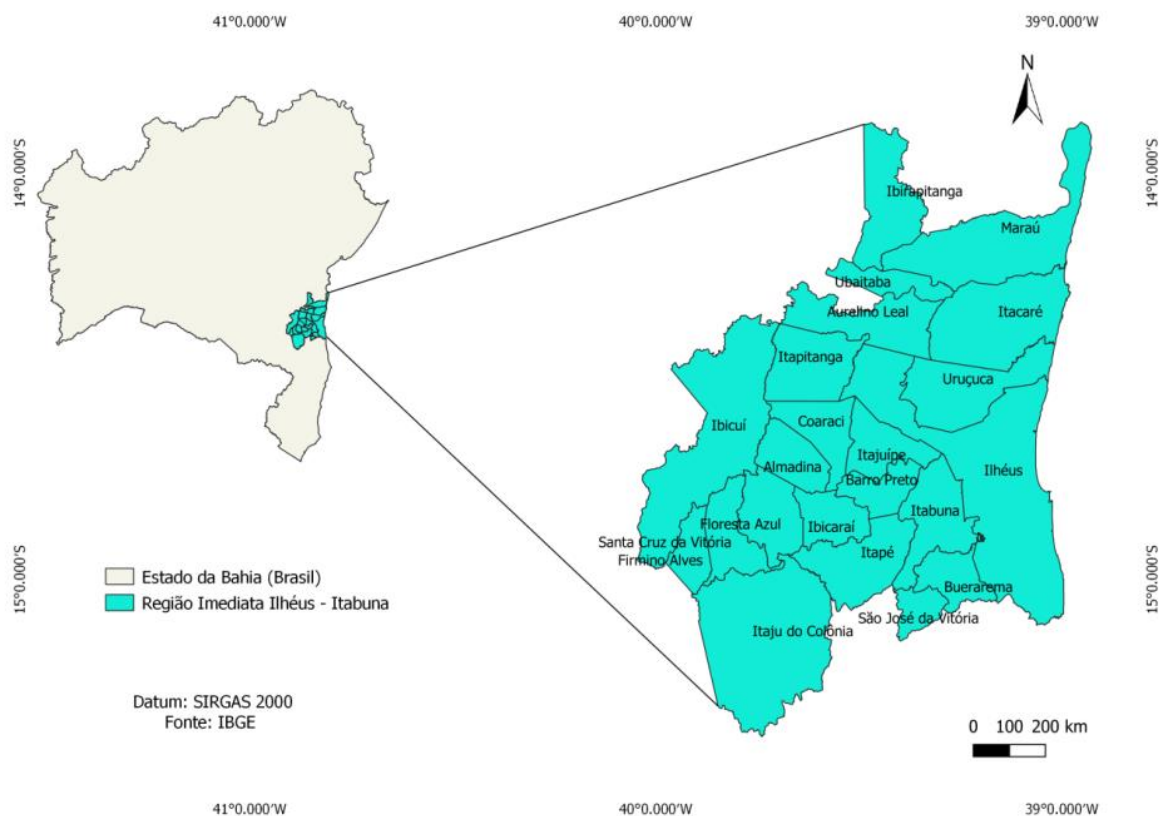 41°0.000'W 40°0.000'W 39°0.000'W
N
14°0.000'S
14°0.000'S
Ibirapitanga
Maraú
Ubaitaba
Aurelino Leal
Itacaré
Itapitanga
Uruçuca
Ibicuí
Coaraci
Itajuípe
Almadina
Barro Preto
Ilhéus
Itabuna
Floresta Azul
Ibicaraí
Santa Cruz da Vitória
Firmino Alves
Itapé
Buerarema
São José da Vitória
Itaju do Colônia
15°0.000'S
15°0.000'S
Estado da Bahia (Brasil)
Região Imediata Ilhéus - Itabuna
Datum: SIRGAS 2000
Fonte: IBGE
0 100 200 km
41°0.000'W 40°0.000'W 39°0.000'W